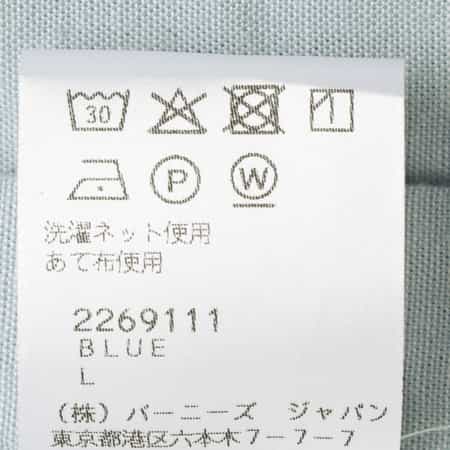 30
P W
洗濯ネット使用
あて布使用
2269111
BLUE
L
(株) バーニーズ ジャパン
東京都港区六本木7-7-7